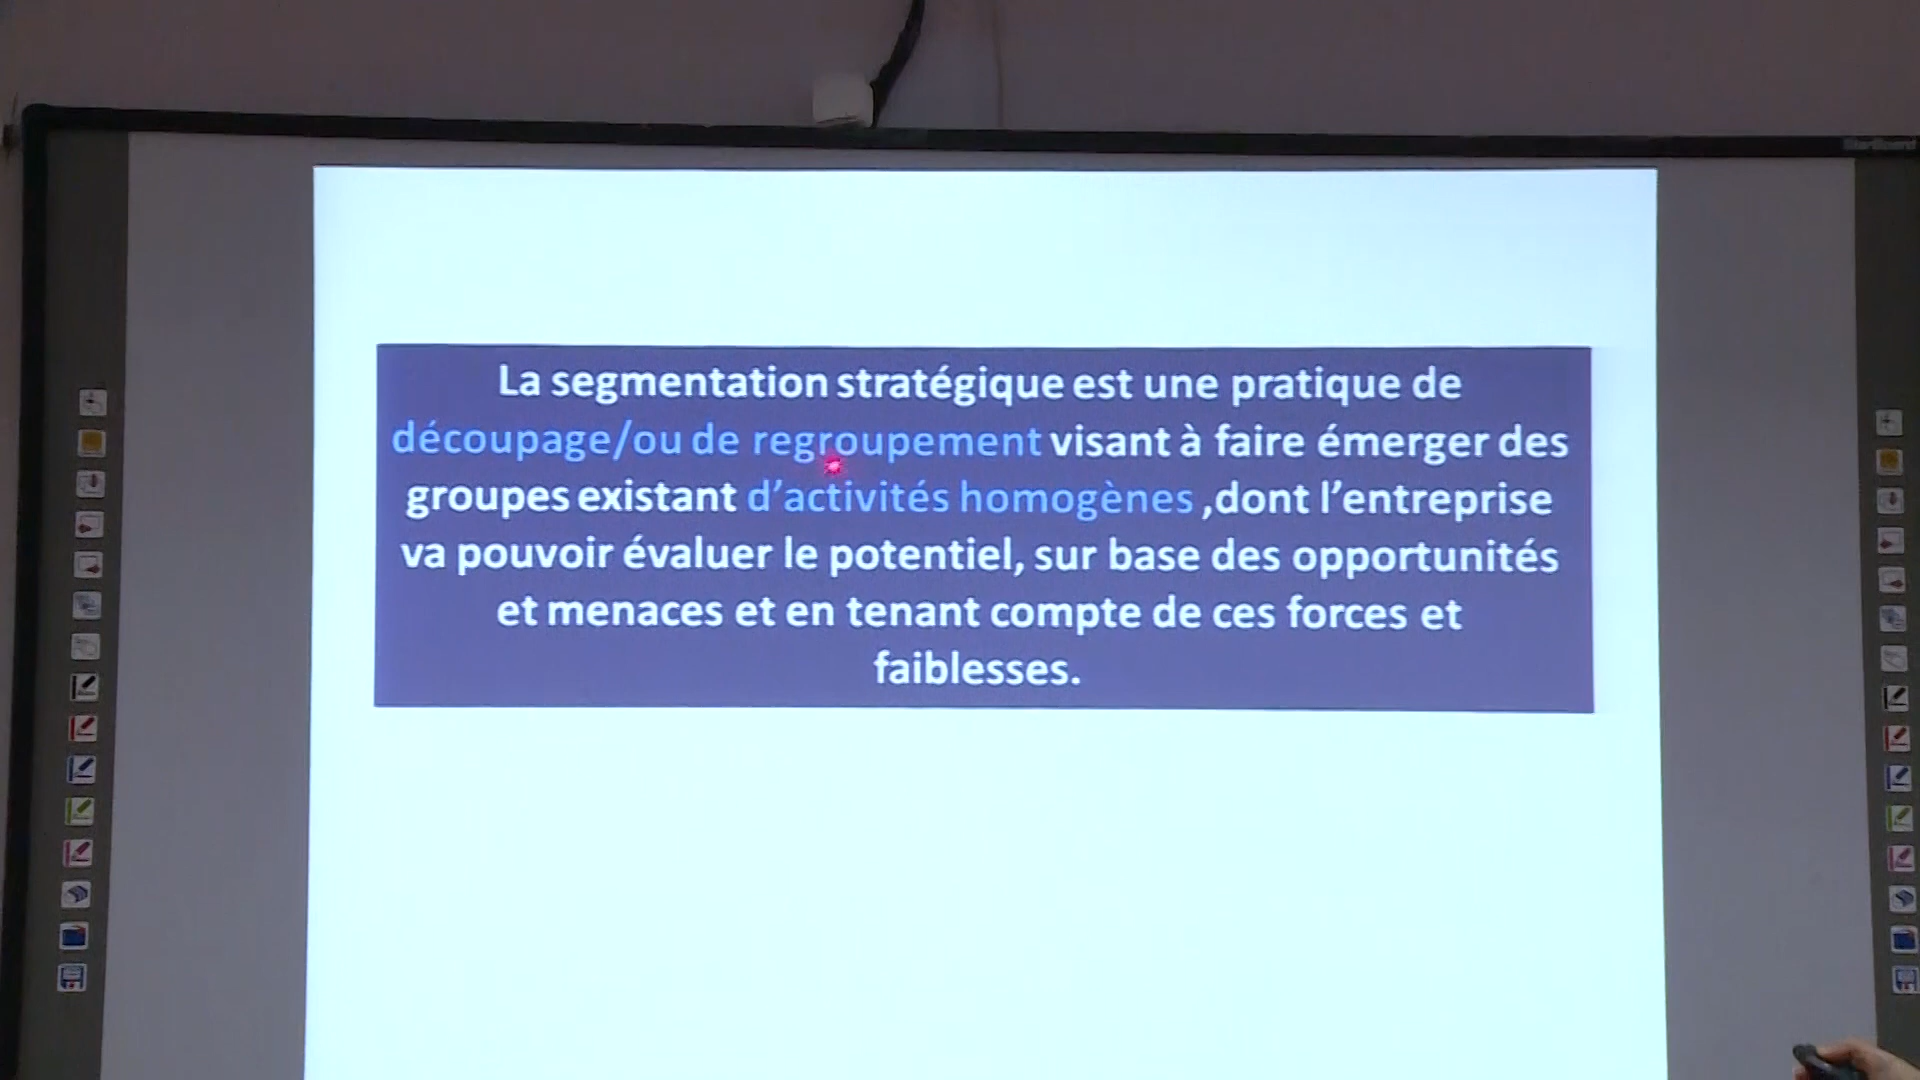 StarBoard
La segmentation stratégique est une pratique de
découpage/ou de regroupement visant à faire émerger des
groupes existant d’activités homogènes ,dont l’entreprise
va pouvoir évaluer le potentiel, sur base des opportunités
et menaces et en tenant compte de ces forces et
faiblesses.